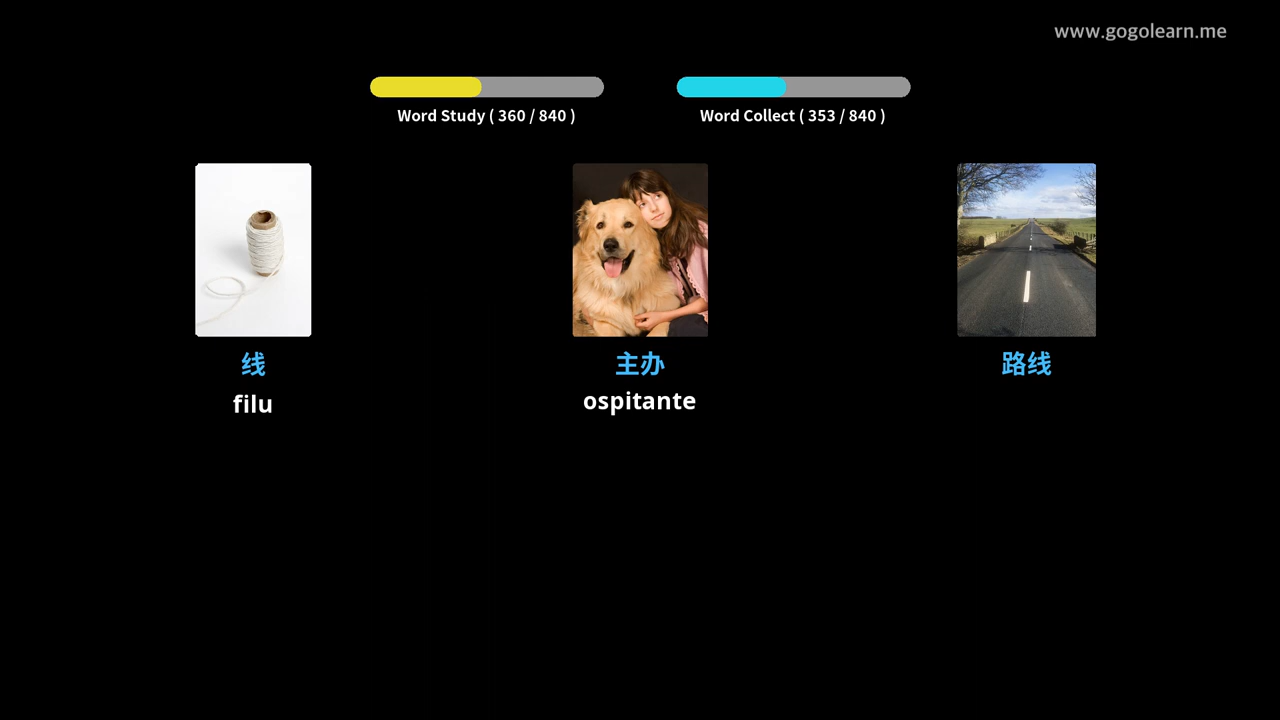 www.gogolearn.me
Word Study ( 360 / 840 )
Word Collect ( 353 / 840 )
线
主办
路线
filu
ospitante